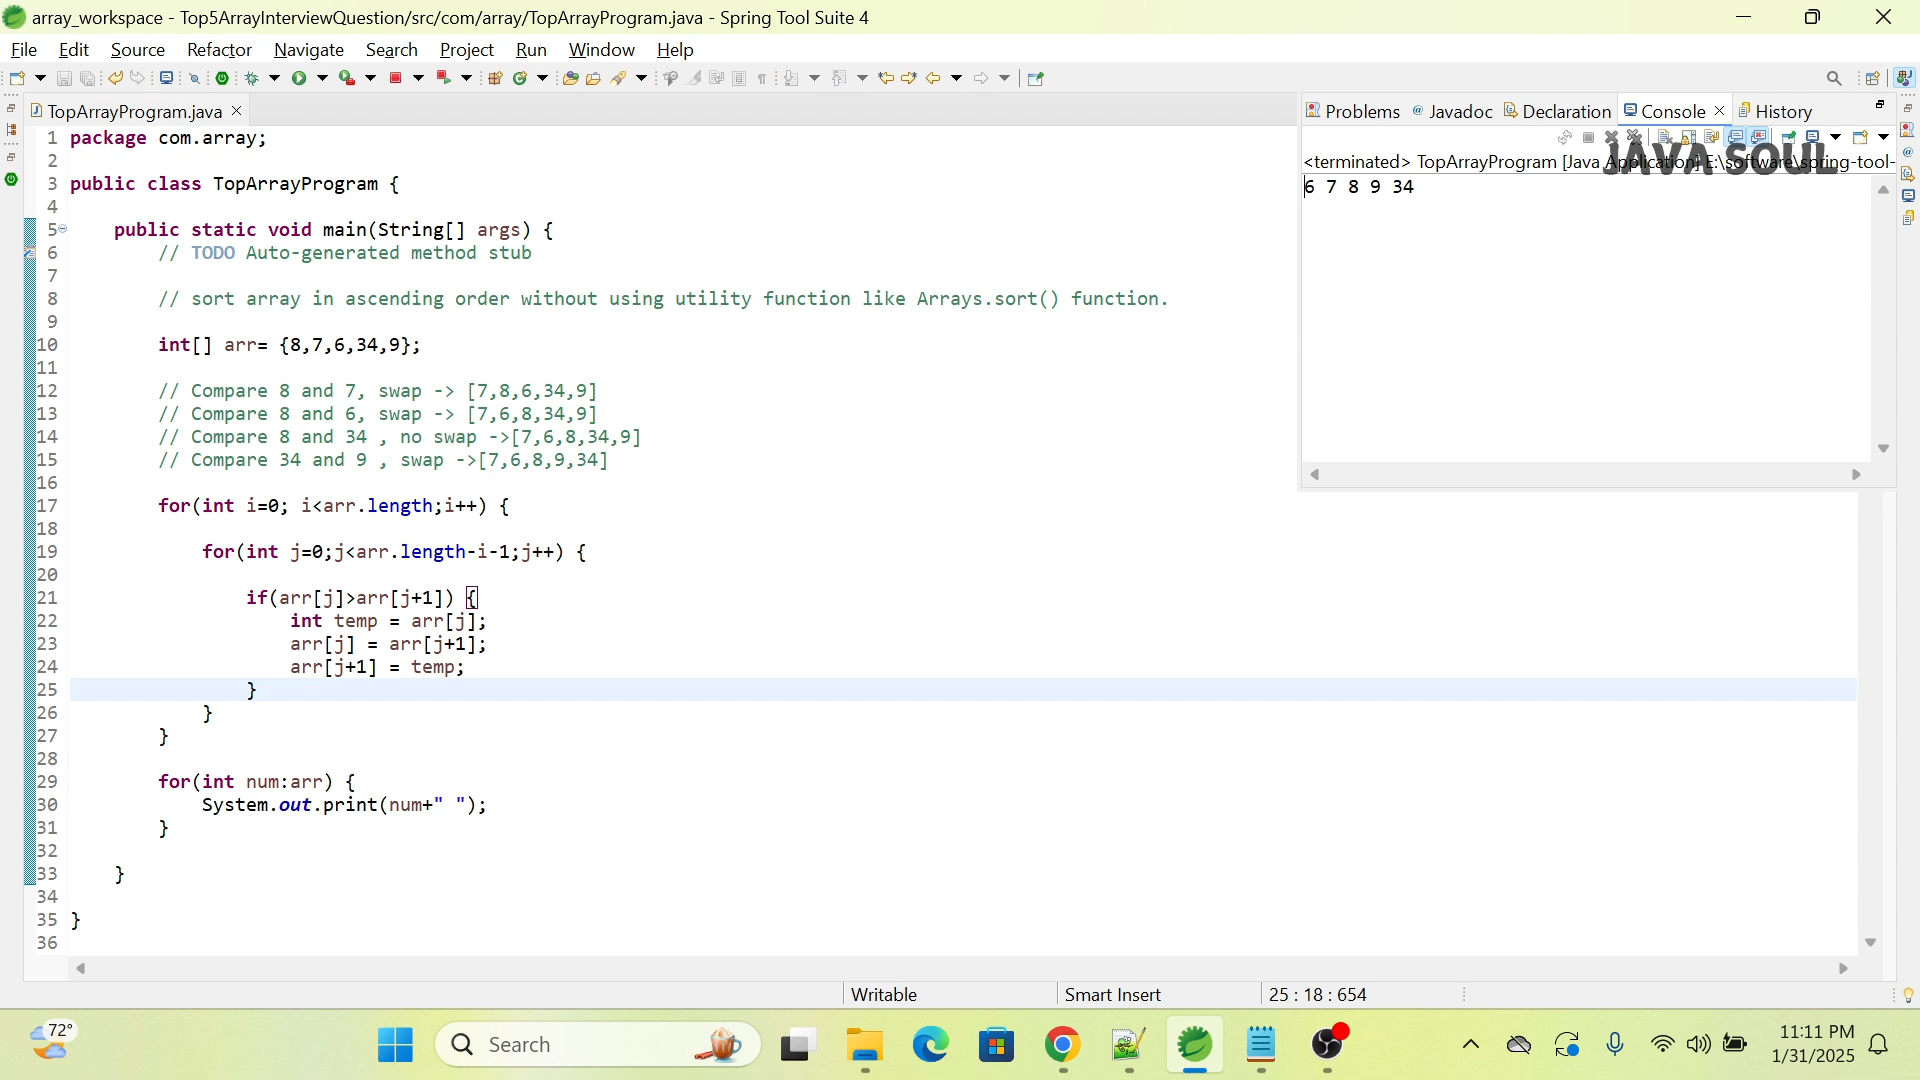 array_workspace - Top5ArrayInterviewQuestion/src/com/array/TopArrayProgram.java - Spring Tool Suite 4
File Edit Source Refactor Navigate Search Project Run Window Help
TopArrayProgram.java
1 package com.array;
2
3 public class TopArrayProgram {
4
5 public static void main(String[] args) {
6 // TODO Auto-generated method stub
7
8 // sort array in ascending order without using utility function like Arrays.sort() function.
9
10 int[] arr= {8,7,6,34,9};
11
12 // Compare 8 and 7, swap -> [7,8,6,34,9]
13 // Compare 8 and 6, swap -> [7,6,8,34,9]
14 // Compare 8 and 34 , no swap ->[7,6,8,34,9]
15 // Compare 34 and 9 , swap ->[7,6,8,9,34]
16
17 for(int i=0; i<arr.length;i++) {
18
19 for(int j=0;j<arr.length-i-1;j++) {
20
21 if(arr[j]>arr[j+1]) {
22 int temp = arr[j];
23 arr[j] = arr[j+1];
24 arr[j+1] = temp;
25 }
26 }
27 }
28
29 for(int num:arr) {
30 System.out.print(num+" ");
31 }
32
33 }
34
35 }
36
Problems Javadoc Declaration Console History
JAVA SOUL
<terminated> TopArrayProgram [Java Application] E:\software\spring-tool-
6 7 8 9 34
Writable Smart Insert 25 : 18 : 654
72°
Search
11:11 PM
1/31/2025